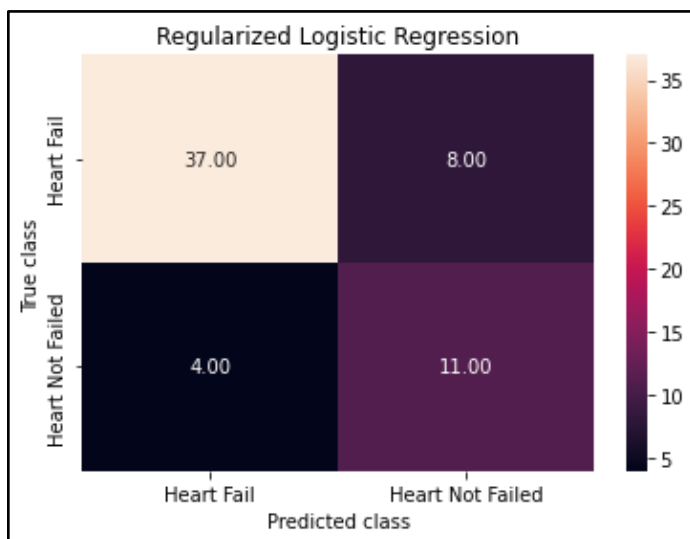 Regularized Logistic Regression
True class
Heart Fail
37.00 8.00
Heart Not Failed
4.00 11.00
Heart Fail Heart Not Failed
Predicted class
35
30
25
20
15
10
5